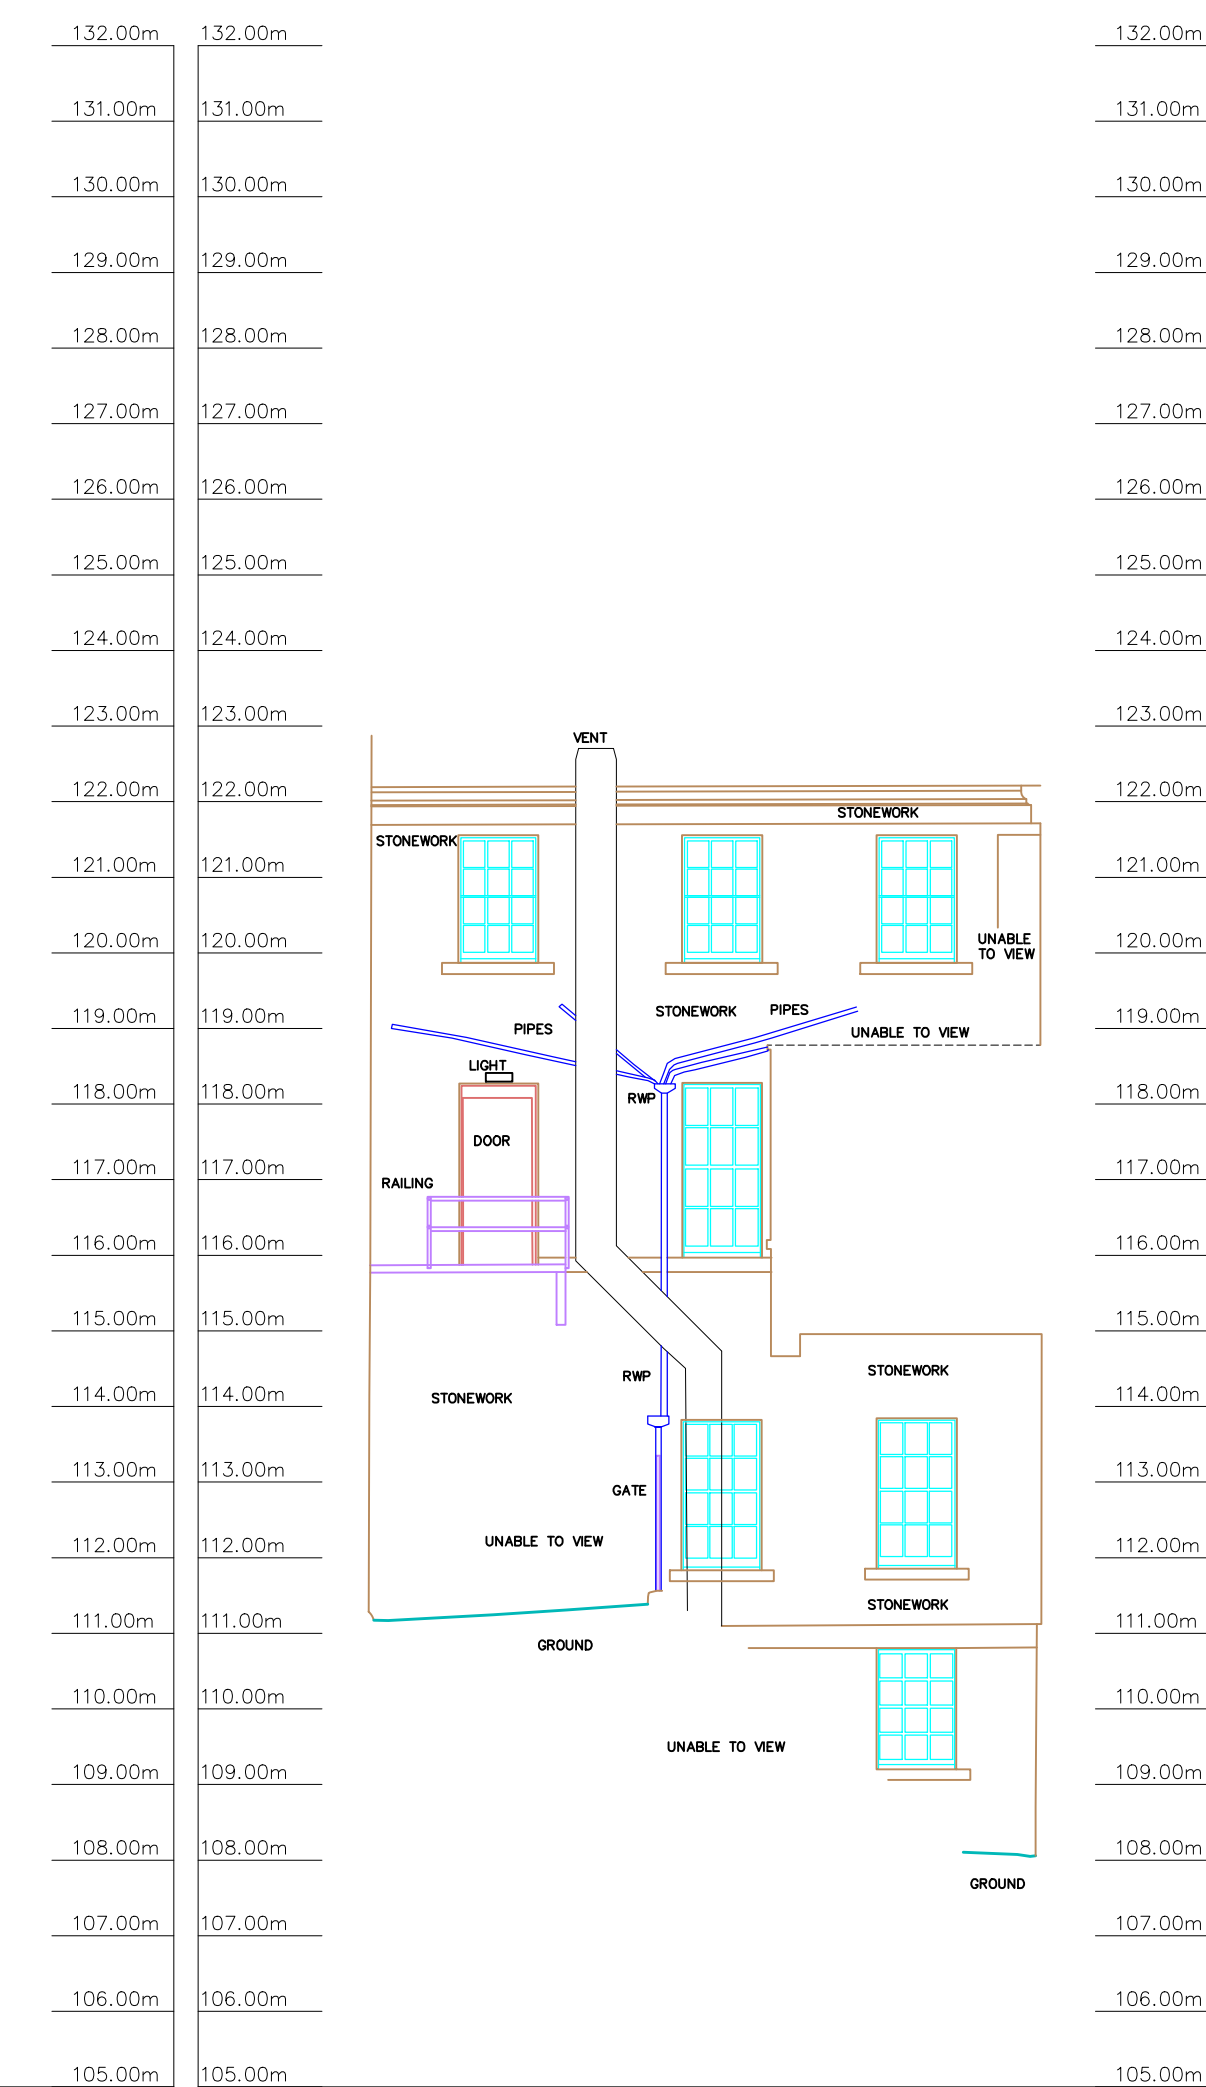 132.00m 132.00m 132.00m
131.00m 131.00m 131.00m
130.00m 130.00m 130.00m
129.00m 129.00m 129.00m
128.00m 128.00m 128.00m
127.00m 127.00m 127.00m
126.00m 126.00m 126.00m
125.00m 125.00m 125.00m
124.00m 124.00m 124.00m
123.00m 123.00m 123.00m
VENT
122.00m 122.00m 122.00m
STONEWORK
STONEWORK
121.00m 121.00m 121.00m
120.00m 120.00m 120.00m
UNABLE
TO VIEW
STONEWORK PIPES
119.00m 119.00m 119.00m
PIPES
UNABLE TO VIEW
LIGHT
118.00m 118.00m 118.00m
RWP
DOOR
117.00m 117.00m 117.00m
RAILING
116.00m 116.00m 116.00m
115.00m 115.00m 115.00m
STONEWORK
RWP
114.00m 114.00m 114.00m
STONEWORK
113.00m 113.00m 113.00m
GATE
UNABLE TO VIEW
112.00m 112.00m 112.00m
STONEWORK
111.00m 111.00m 111.00m
GROUND
110.00m 110.00m 110.00m
UNABLE TO VIEW
109.00m 109.00m 109.00m
108.00m 108.00m 108.00m
GROUND
107.00m 107.00m 107.00m
106.00m 106.00m 106.00m
105.00m 105.00m 105.00m